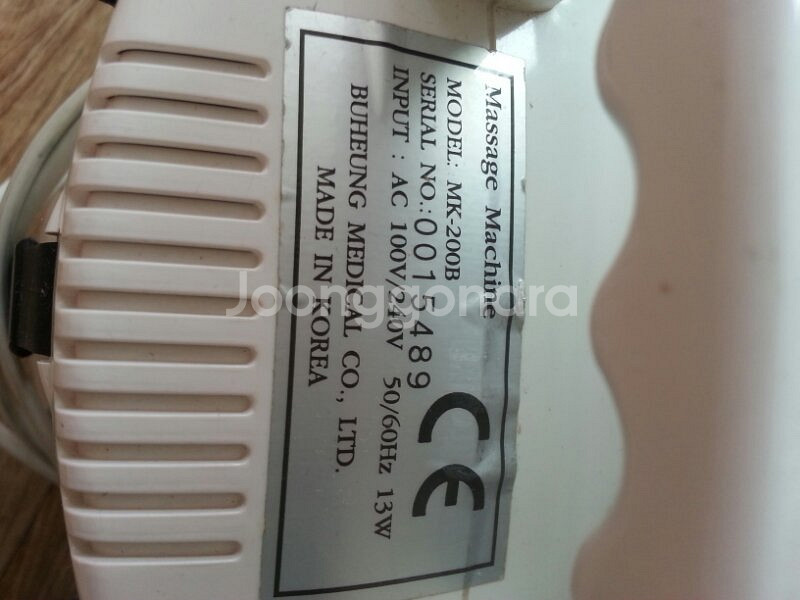 Massage Machine
MODEL: MK-200B
SERIAL NO.: 0015489
INPUT : AC 100V/240V 50/60Hz 13W
BUHEUNG MEDICAL CO., LTD.
MADE IN KOREA
CE
Joonggonara